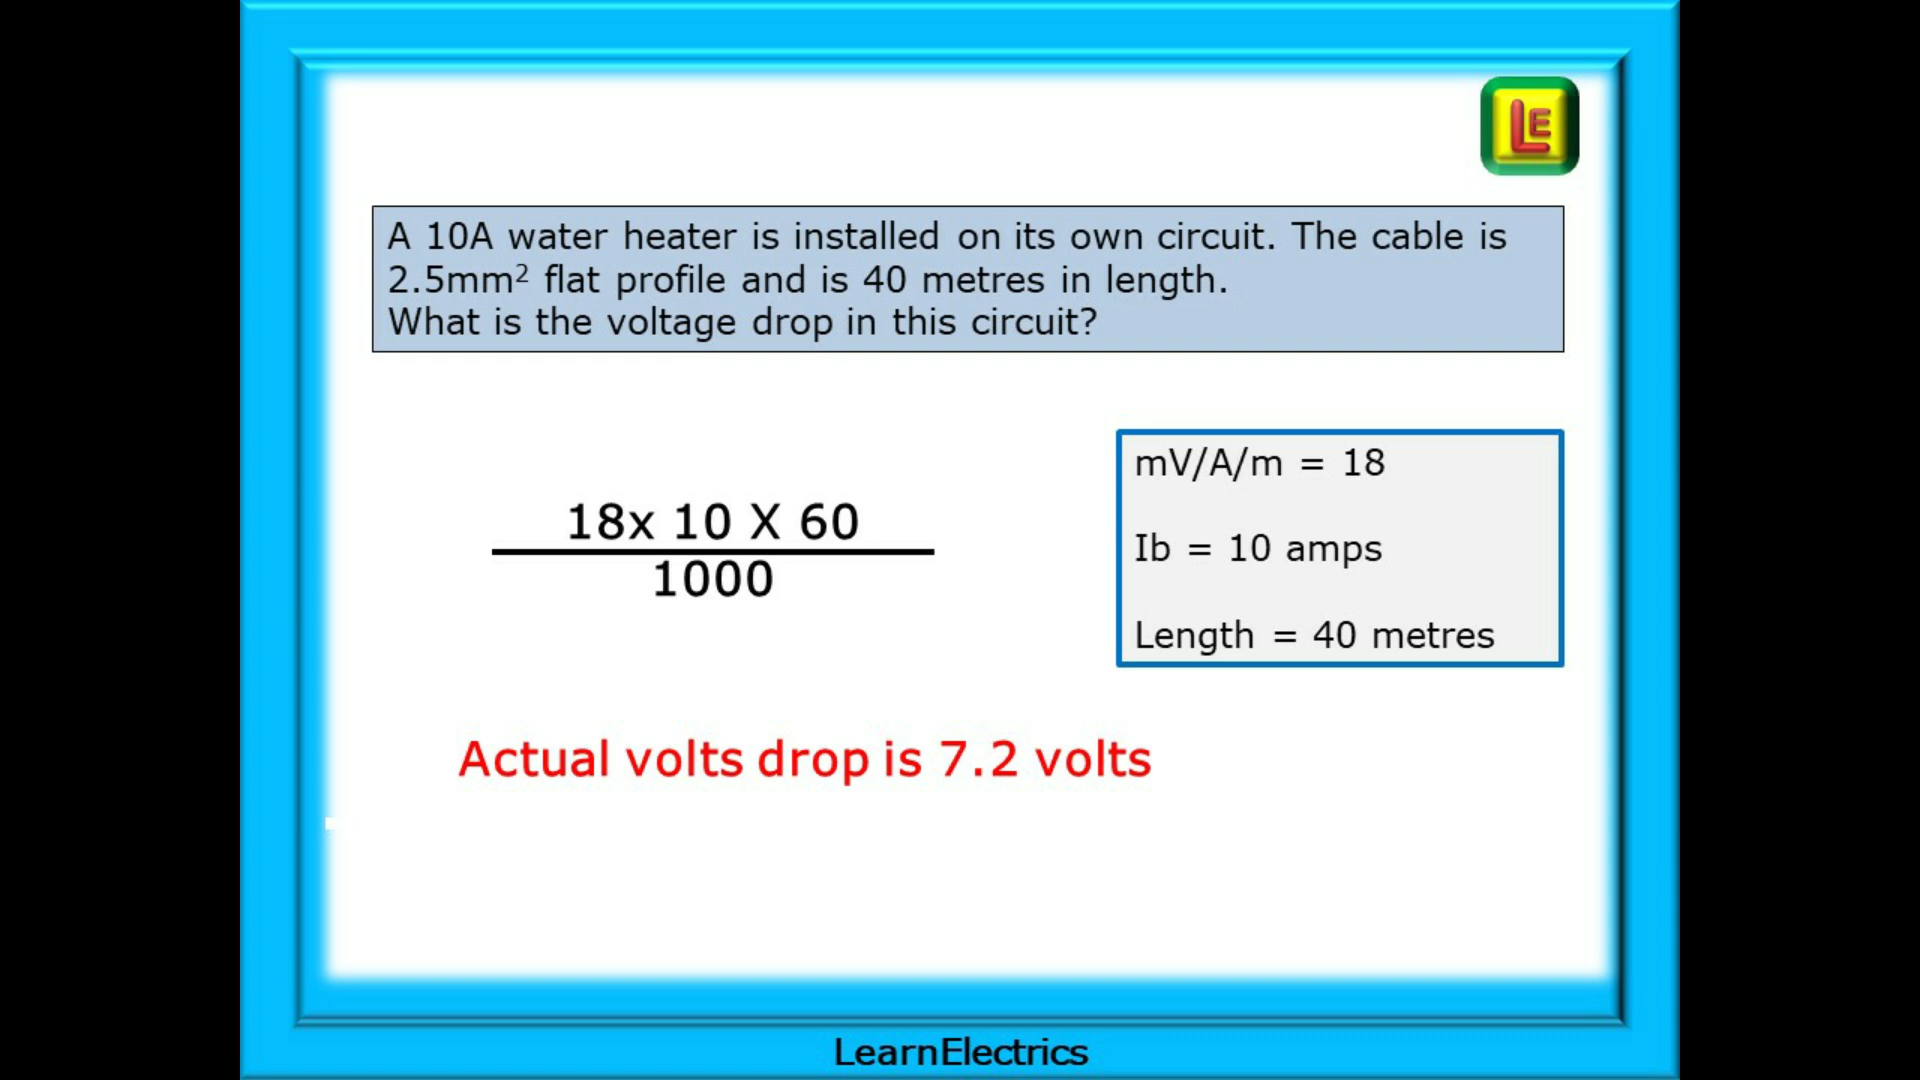 LE
A 10A water heater is installed on its own circuit. The cable is
2.5mm² flat profile and is 40 metres in length.
What is the voltage drop in this circuit?
18x 10 X 60
1000
mV/A/m = 18
Ib = 10 amps
Length = 40 metres
Actual volts drop is 7.2 volts
LearnElectrics